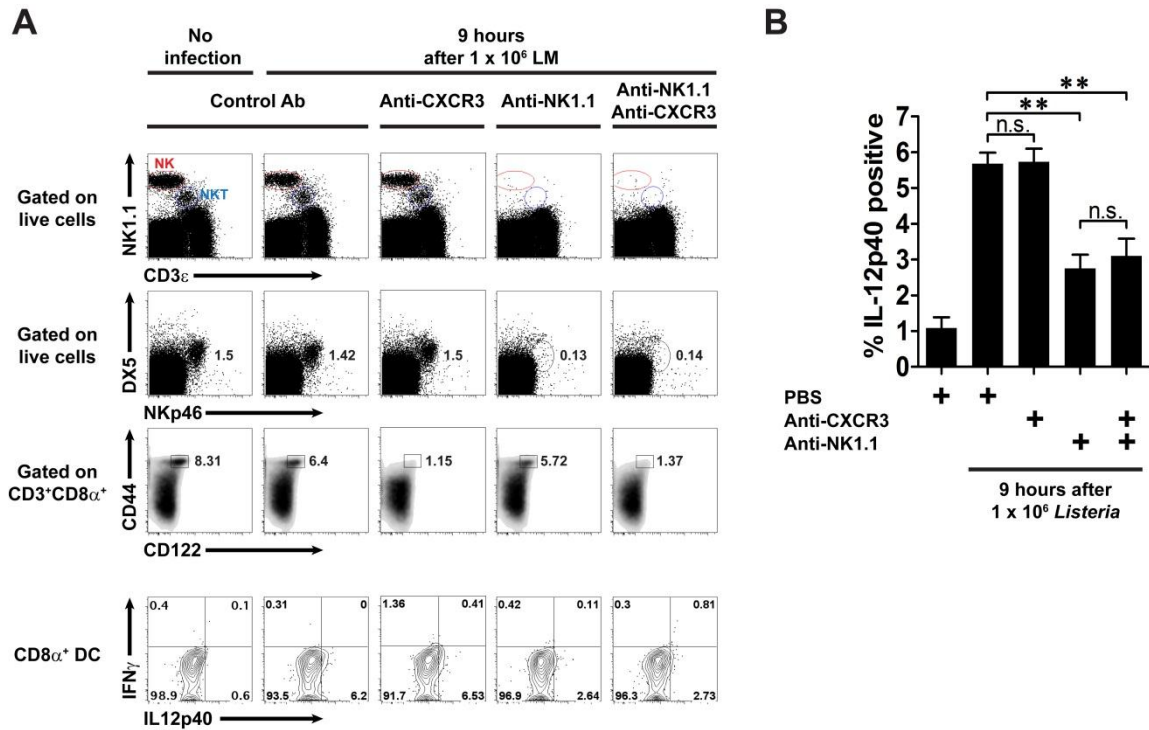 A
No
infection
9 hours
after 1 x 10⁶ LM
Control Ab
Anti-CXCR3
Anti-NK1.1
Anti-NK1.1
Anti-CXCR3
Gated on
live cells
NK1.1
NK
NKT
CD3ε
Gated on
live cells
DX5
1.5
1.42
1.5
0.13
0.14
NKp46
Gated on
CD3⁺CD8α⁺
CD44
8.31
6.4
1.15
5.72
1.37
CD122
CD8α⁺ DC
IFNγ
0.4 0.1
98.9 0.6
0.31 0
93.5 6.2
1.36 0.41
91.7 6.53
0.42 0.11
96.9 2.64
0.3 0.81
96.3 2.73
IL12p40
B
% IL-12p40 positive
7
6
5
4
3
2
1
0
**
**
n.s.
n.s.
PBS + +
Anti-CXCR3 + +
Anti-NK1.1 + +
9 hours after
1 x 10⁶ Listeria